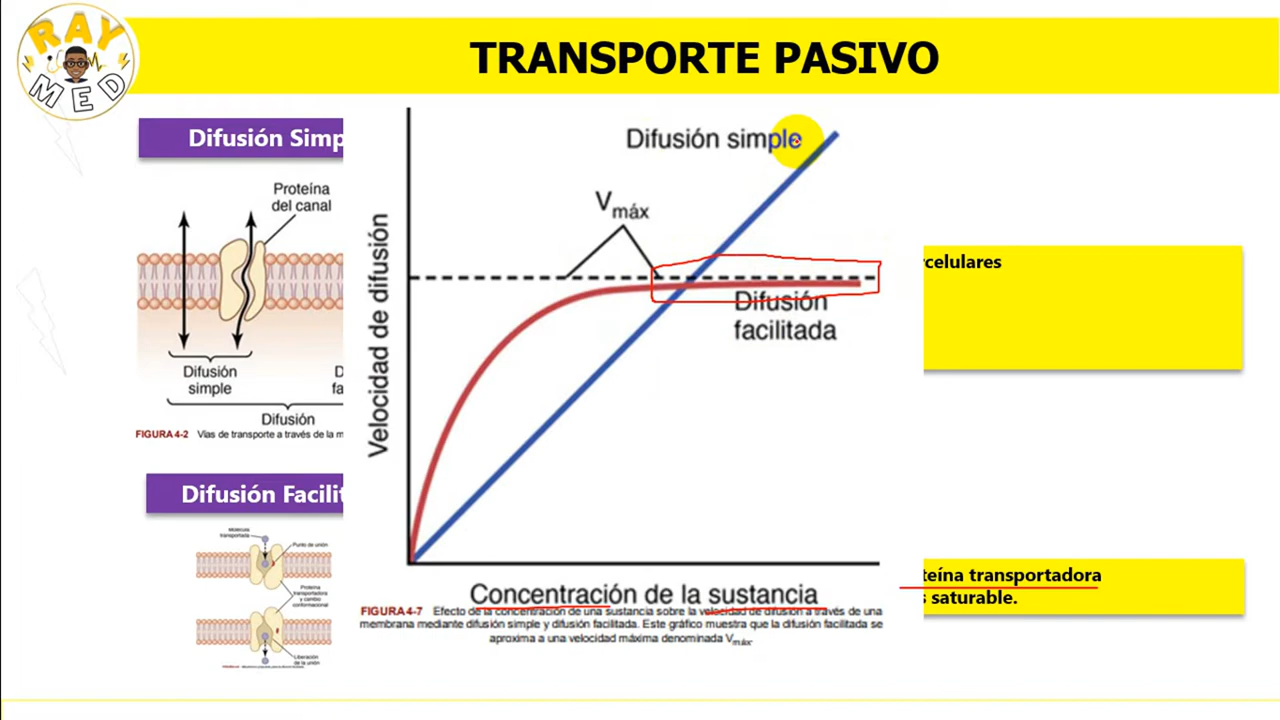 RAY
MED
TRANSPORTE PASIVO
Difusión Simp
Proteína
del canal
Difusión
simple
D
fa
Difusión
FIGURA 4-2 Vías de transporte a través de la m
Difusión Facilit
Molécula
transportada
Punto de unión
Proteína
transportadora
y cambio
conformacional
Liberación
de la unión
Difusión simple
Vmáx
Velocidad de difusión
Difusión
facilitada
Concentración de la sustancia
FIGURA 4-7 Efecto de la concentración de una sustancia sobre la velocidad de difusión a través de una
membrana mediante difusión simple y difusión facilitada. Este gráfico muestra que la difusión facilitada se
aproxima a una velocidad máxima denominada Vmáx.
rcelulares
teína transportadora
s saturable.